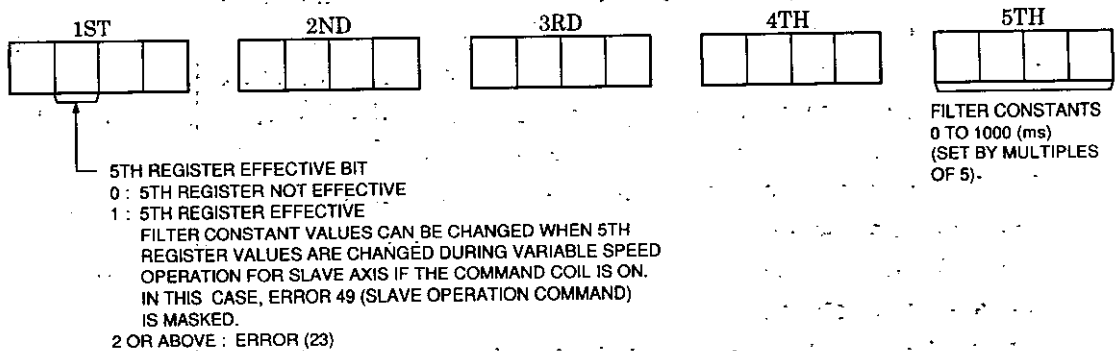 1ST 2ND 3RD 4TH 5TH
FILTER CONSTANTS
0 TO 1000 (ms)
(SET BY MULTIPLES
OF 5)
5TH REGISTER EFFECTIVE BIT
0 : 5TH REGISTER NOT EFFECTIVE
1 : 5TH REGISTER EFFECTIVE
FILTER CONSTANT VALUES CAN BE CHANGED WHEN 5TH
REGISTER VALUES ARE CHANGED DURING VARIABLE SPEED
OPERATION FOR SLAVE AXIS IF THE COMMAND COIL IS ON.
IN THIS CASE, ERROR 49 (SLAVE OPERATION COMMAND)
IS MASKED.
2 OR ABOVE : ERROR (23)